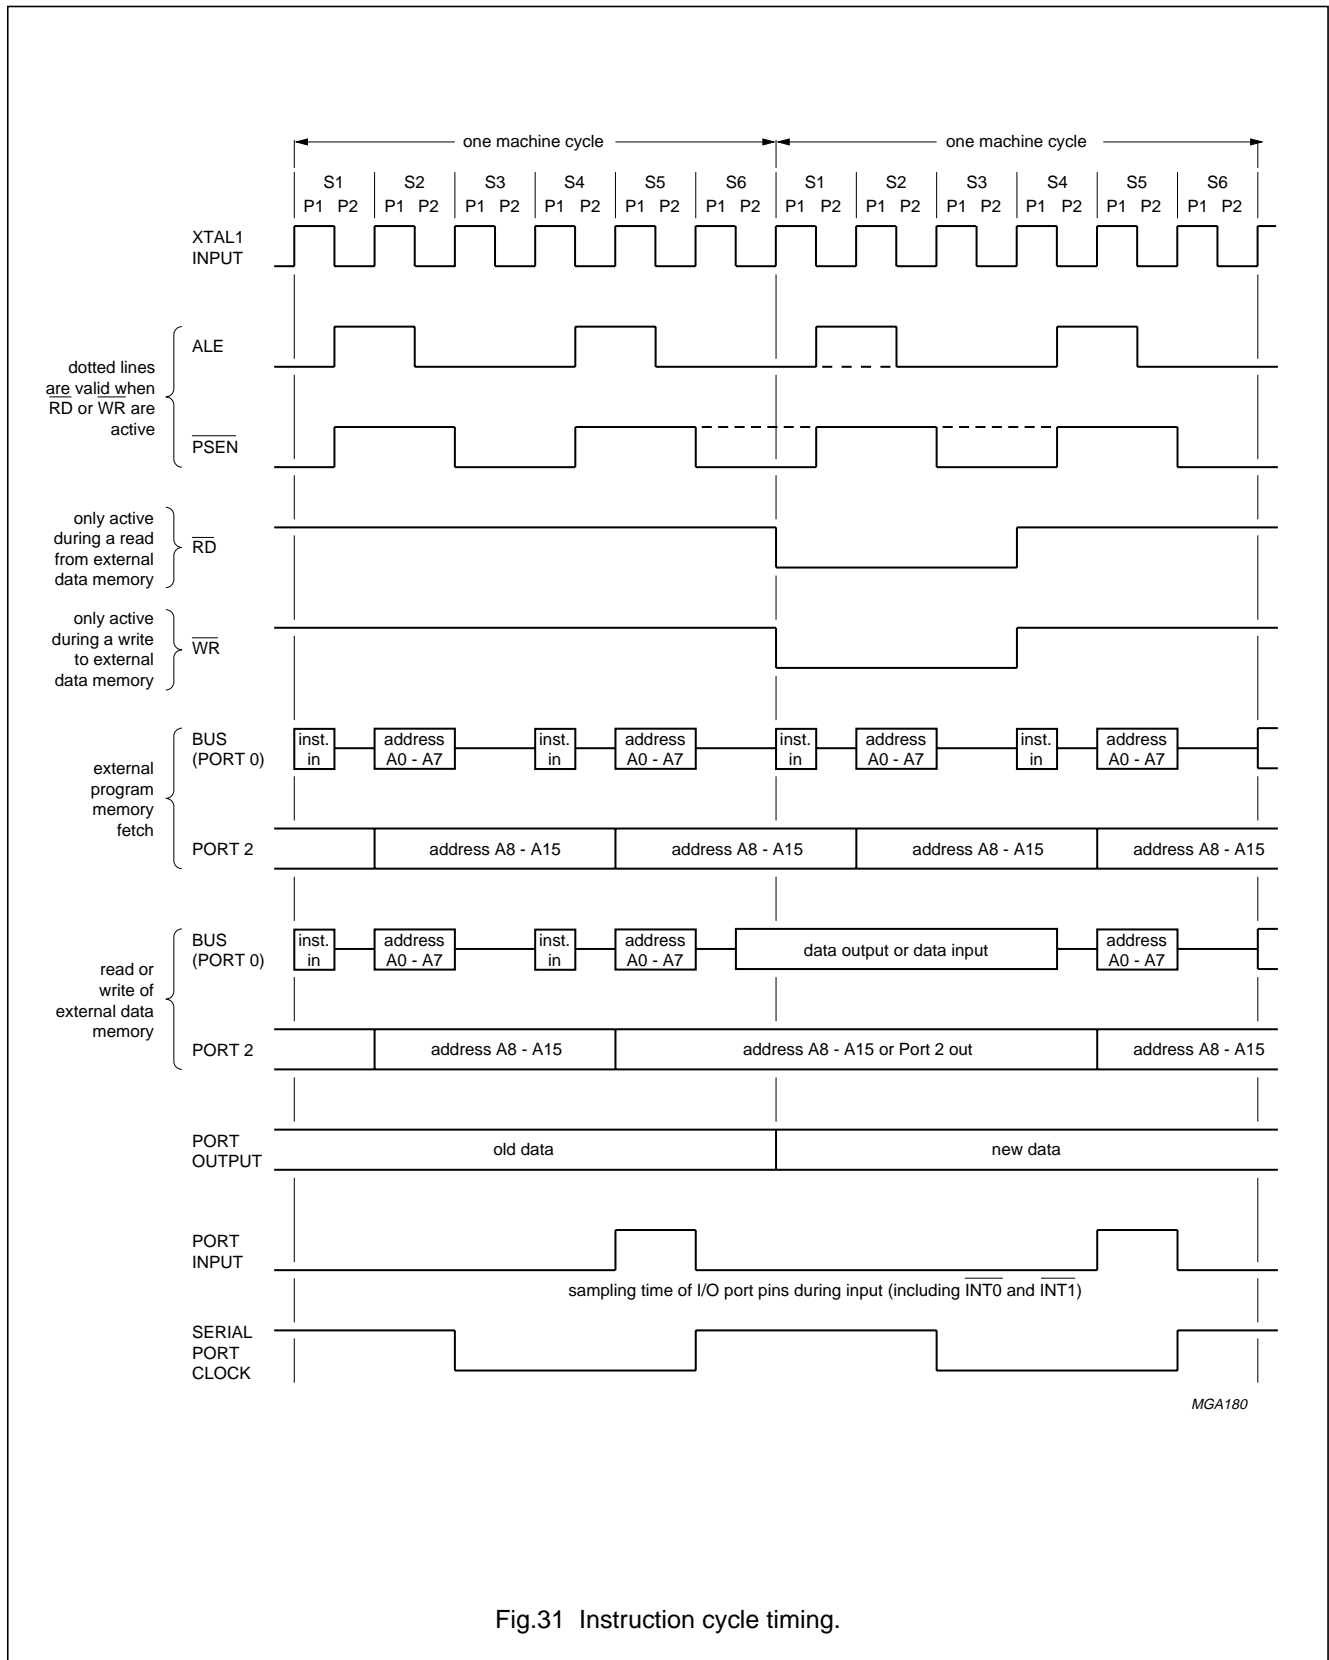 one machine cycle one machine cycle
S1 S2 S3 S4 S5 S6 S1 S2 S3 S4 S5 S6
P1 P2 P1 P2 P1 P2 P1 P2 P1 P2 P1 P2 P1 P2 P1 P2 P1 P2 P1 P2 P1 P2 P1 P2
XTAL1
INPUT
dotted lines
are valid when
RD or WR are
active
ALE
PSEN
only active
during a read
from external
data memory
RD
only active
during a write
to external
data memory
WR
external
program
memory
fetch
BUS
(PORT 0)
inst. address inst. address inst. address inst. address
in A0 - A7 in A0 - A7 in A0 - A7 in A0 - A7
PORT 2 address A8 - A15 address A8 - A15 address A8 - A15 address A8 - A15
read or
write of
external data
memory
BUS
(PORT 0)
inst. address inst. address data output or data input address
in A0 - A7 in A0 - A7 A0 - A7
PORT 2 address A8 - A15 address A8 - A15 or Port 2 out address A8 - A15
PORT
OUTPUT
old data new data
PORT
INPUT
sampling time of I/O port pins during input (including INT0 and INT1)
SERIAL
PORT
CLOCK
MGA180
Fig.31 Instruction cycle timing.